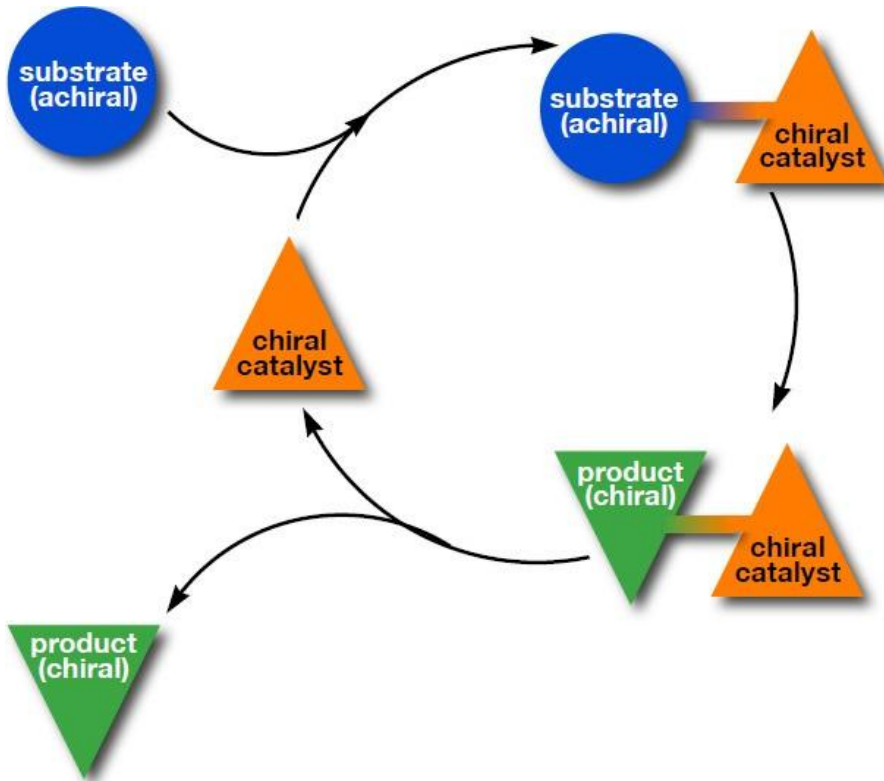 substrate
(achiral)
substrate
(achiral)
chiral
catalyst
chiral
catalyst
product
(chiral)
chiral
catalyst
product
(chiral)